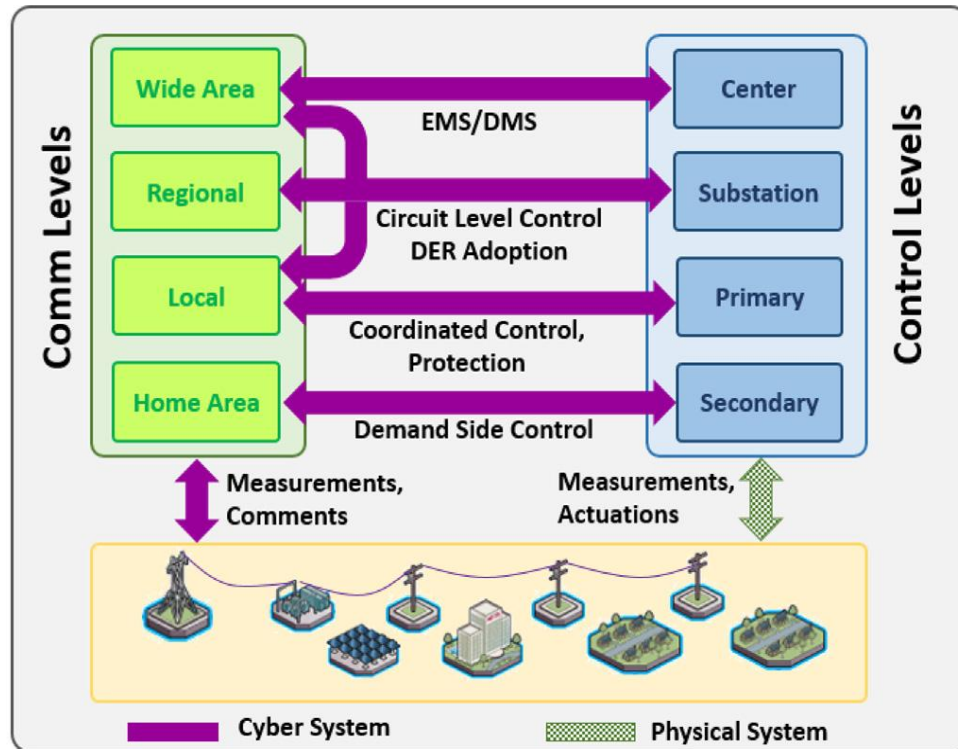 Comm Levels
Wide Area
Regional
Local
Home Area
EMS/DMS
Circuit Level Control
DER Adoption
Coordinated Control,
Protection
Demand Side Control
Center
Substation
Primary
Secondary
Control Levels
Measurements,
Comments
Measurements,
Actuations
Cyber System
Physical System